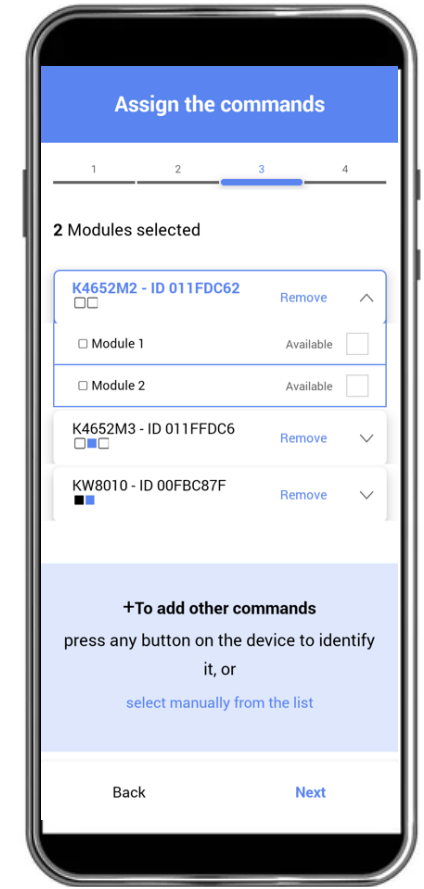 Assign the commands
1 2 3 4
2 Modules selected
K4652M2 - ID 011FDC62
Remove
Module 1
Available
Module 2
Available
K4652M3 - ID 011FFDC6
Remove
KW8010 - ID 00FBC87F
Remove
+To add other commands
press any button on the device to identify
it, or
select manually from the list
Back
Next